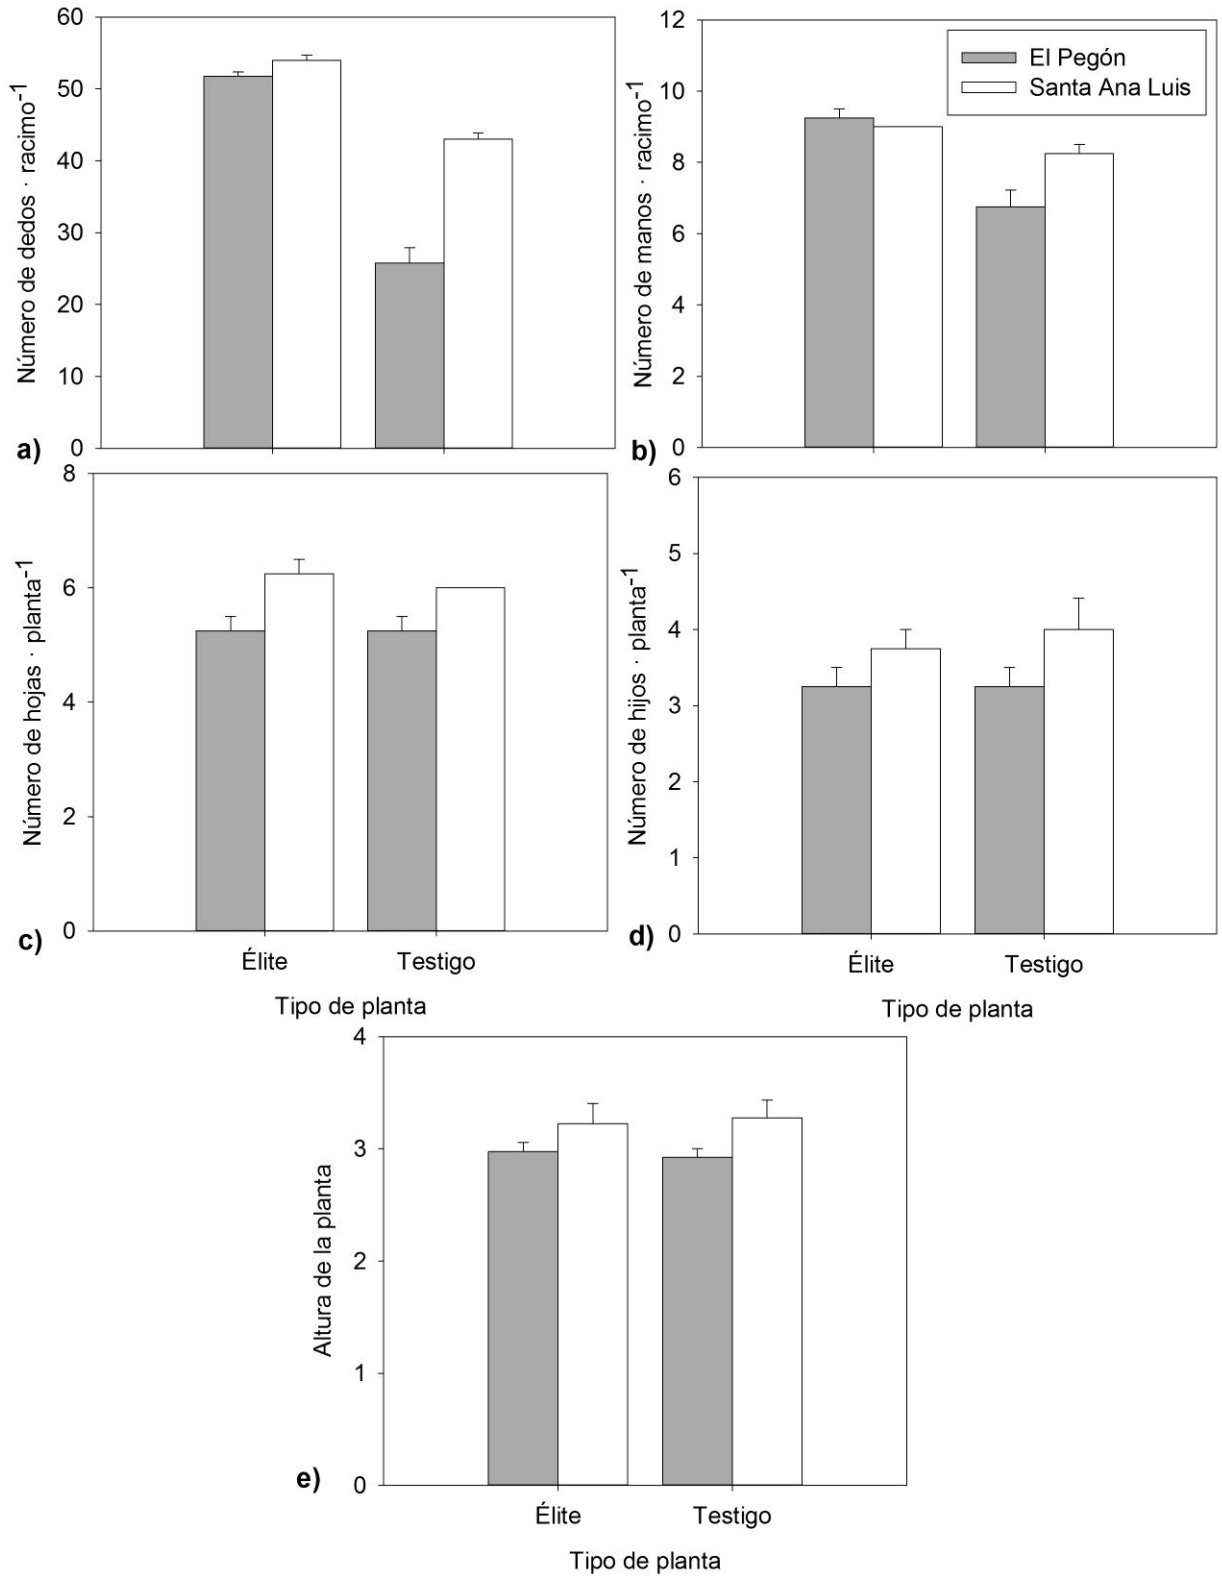 Número de dedos · racimo-1
60
50
40
30
20
10
0
a)
Número de manos · racimo-1
12
10
8
6
4
2
0
b)
El Pegón
Santa Ana Luis
Número de hojas · planta-1
8
6
4
2
0
c)
Élite
Testigo
Tipo de planta
Número de hijos · planta-1
6
5
4
3
2
1
0
d)
Élite
Testigo
Tipo de planta
Altura de la planta
4
3
2
1
0
e)
Élite
Testigo
Tipo de planta